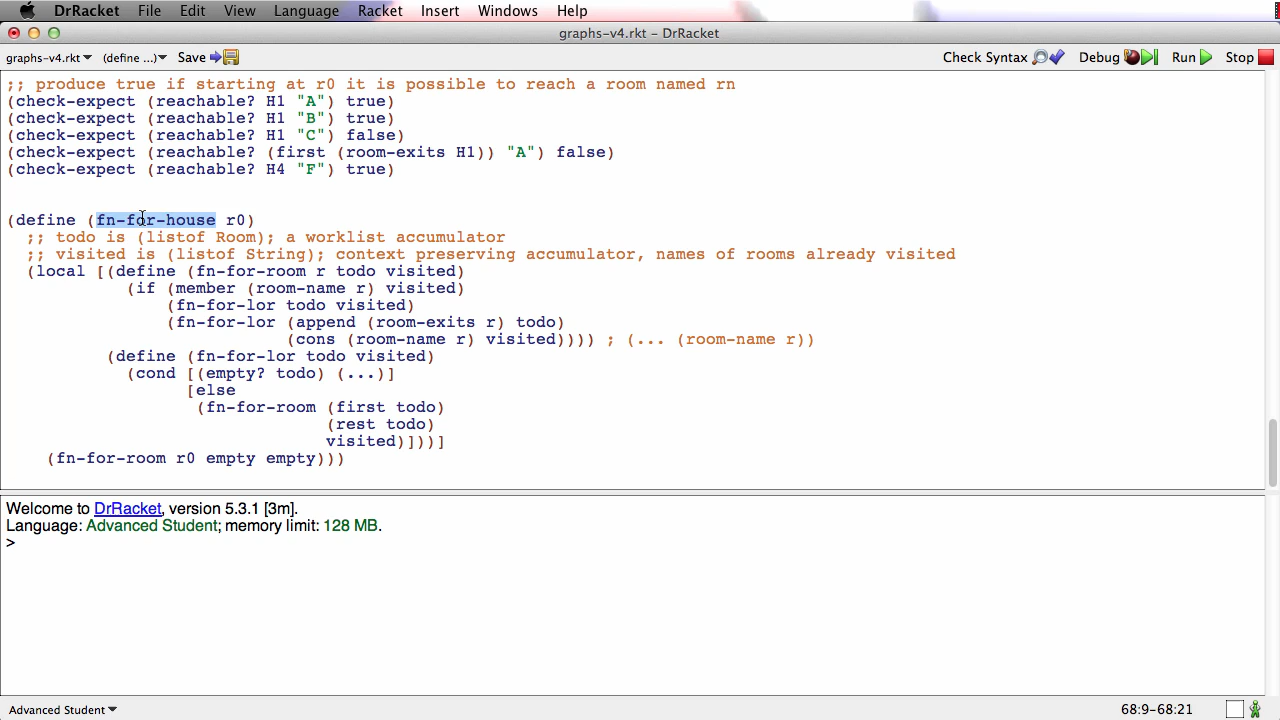 DrRacket File Edit View Language Racket Insert Windows Help
graphs-v4.rkt – DrRacket
graphs-v4.rkt▼ (define ...)▼ Save Check Syntax Debug Run Stop
;; produce true if starting at r0 it is possible to reach a room named rn
(check-expect (reachable? H1 "A") true)
(check-expect (reachable? H1 "B") true)
(check-expect (reachable? H1 "C") false)
(check-expect (reachable? (first (room-exits H1)) "A") false)
(check-expect (reachable? H4 "F") true)
(define (fn-for-house r0)
;; todo is (listof Room); a worklist accumulator
;; visited is (listof String); context preserving accumulator, names of rooms already visited
(local [(define (fn-for-room r todo visited)
(if (member (room-name r) visited)
(fn-for-lor todo visited)
(fn-for-lor (append (room-exits r) todo)
(cons (room-name r) visited)))) ; (... (room-name r))
(define (fn-for-lor todo visited)
(cond [(empty? todo) (...)]
[else
(fn-for-room (first todo)
(rest todo)
visited)]))]
(fn-for-room r0 empty empty)))
Welcome to DrRacket, version 5.3.1 [3m].
Language: Advanced Student; memory limit: 128 MB.
>
Advanced Student▼ 68:9-68:21